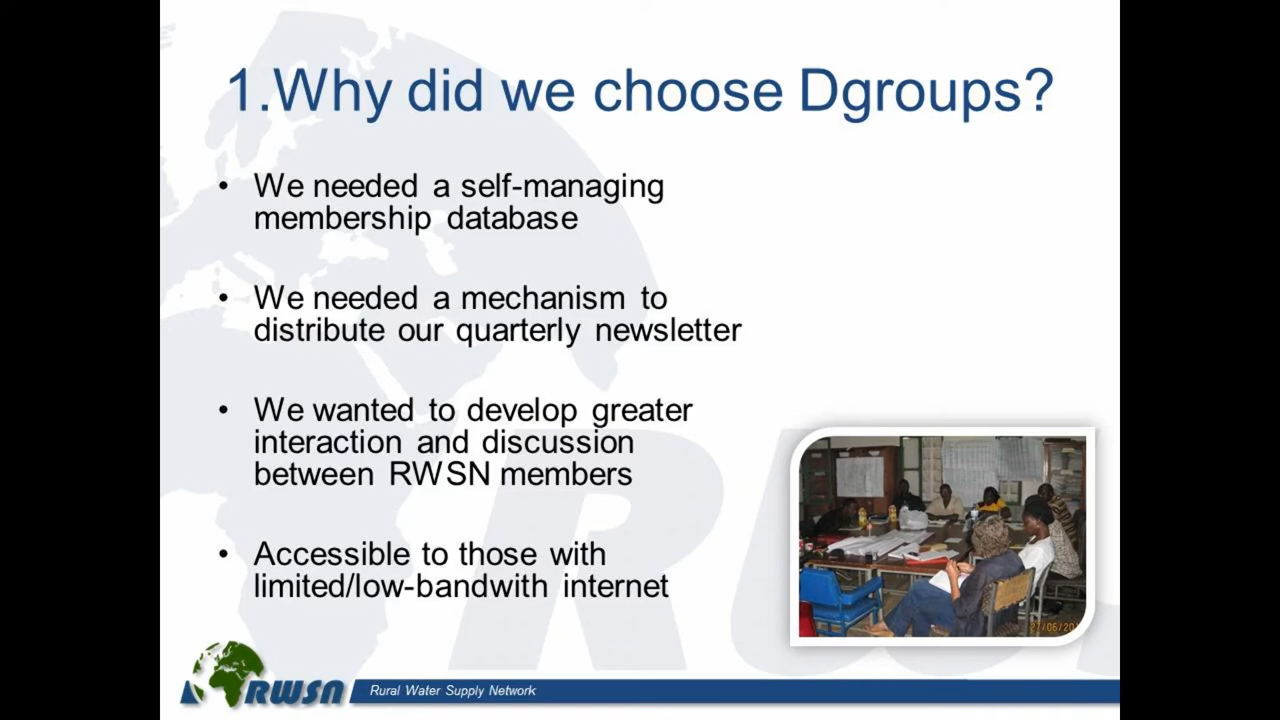 1.Why did we choose Dgroups?
• We needed a self-managing
membership database
• We needed a mechanism to
distribute our quarterly newsletter
• We wanted to develop greater
interaction and discussion
between RWSN members
• Accessible to those with
limited/low-bandwith internet
RWSN
Rural Water Supply Network